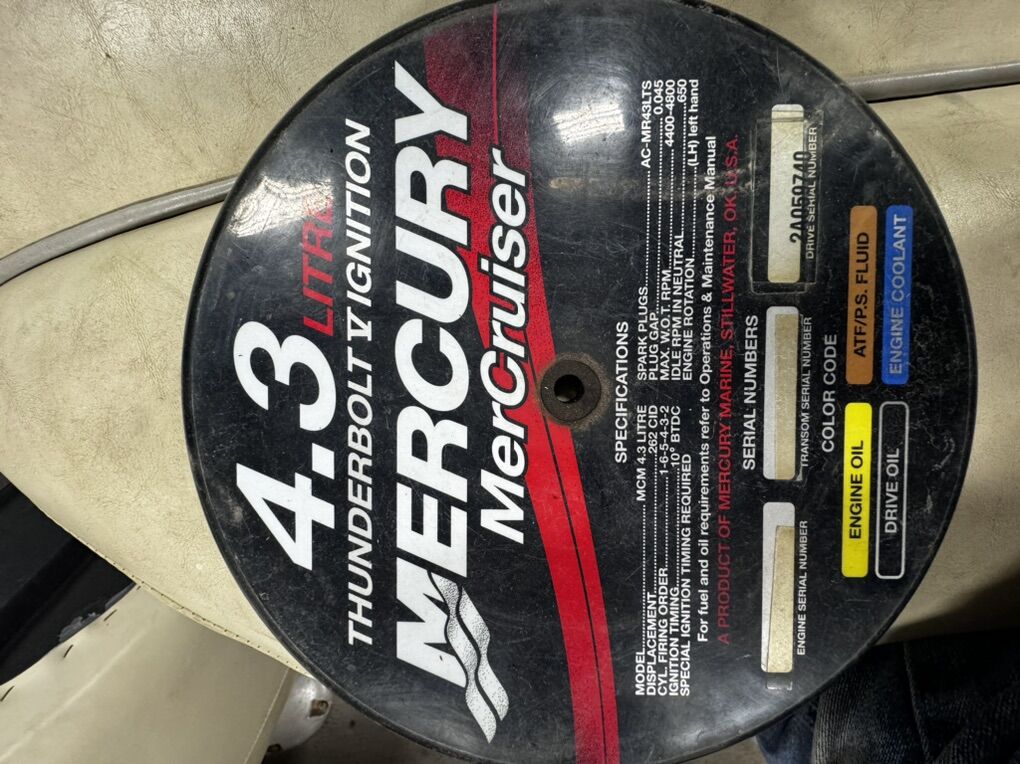 4.3 LITRE
THUNDERBOLT V IGNITION
MERCURY
MerCruiser
SPECIFICATIONS
MODEL................................ MCM 4.3 LITRE
DISPLACEMENT..........................262 CID
CYL. FIRING ORDER..................1-6-5-4-3-2
IGNITION TIMING......................10° BTDC
SPECIAL IGNITION TIMING REQUIRED
SPARK PLUGS........................AC-MR43LTS
PLUG GAP....................................0.045
MAX. W.O.T. RPM......................4400-4800
IDLE RPM IN NEUTRAL........................650
ENGINE ROTATION..................(LH) left hand
For fuel and oil requirements refer to Operations & Maintenance Manual
A PRODUCT OF MERCURY MARINE, STILLWATER, OK, U.S.A.
SERIAL NUMBERS
ENGINE SERIAL NUMBER
TRANSOM SERIAL NUMBER
DRIVE SERIAL NUMBER
COLOR CODE
ENGINE OIL
ATF/P.S. FLUID
DRIVE OIL
ENGINE COOLANT